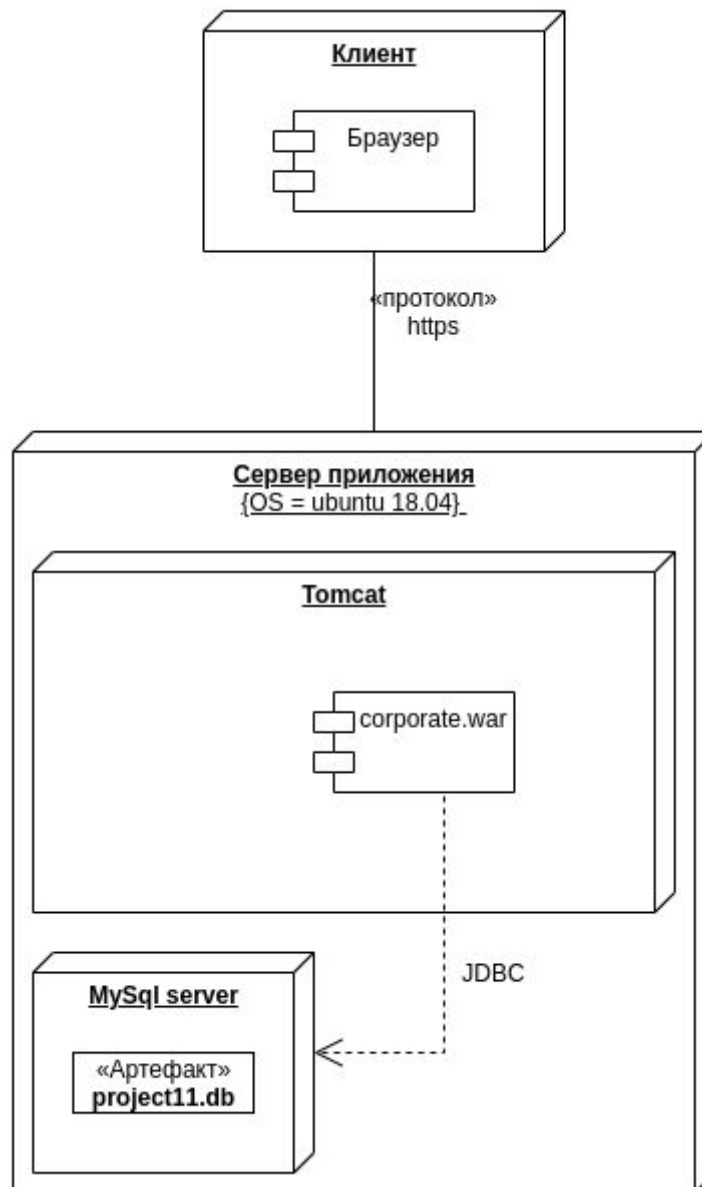 Клиент
Браузер
«протокол»
https
Сервер приложения
{OS = ubuntu 18.04}
Tomcat
corporate.war
JDBC
MySql server
«Артефакт»
project11.db